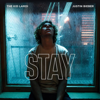 THE KID LAROI.
JUSTIN BIEBER
STAY